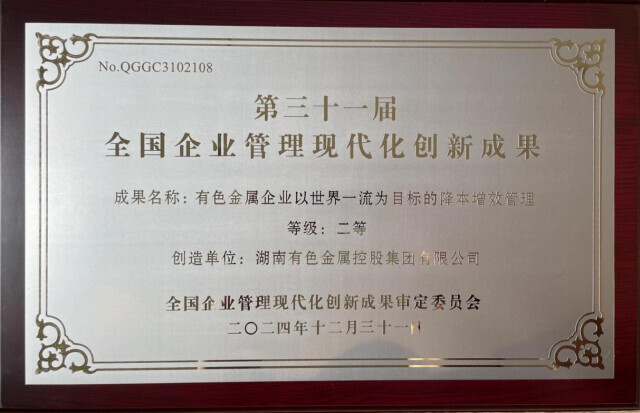 No.QGGC3102108
第三十一届
全国企业管理现代化创新成果
成果名称：有色金属企业以世界一流为目标的降本增效管理
等级：二等
创造单位：湖南有色金属控股集团有限公司
全国企业管理现代化创新成果审定委员会
二〇二四年十二月三十一日